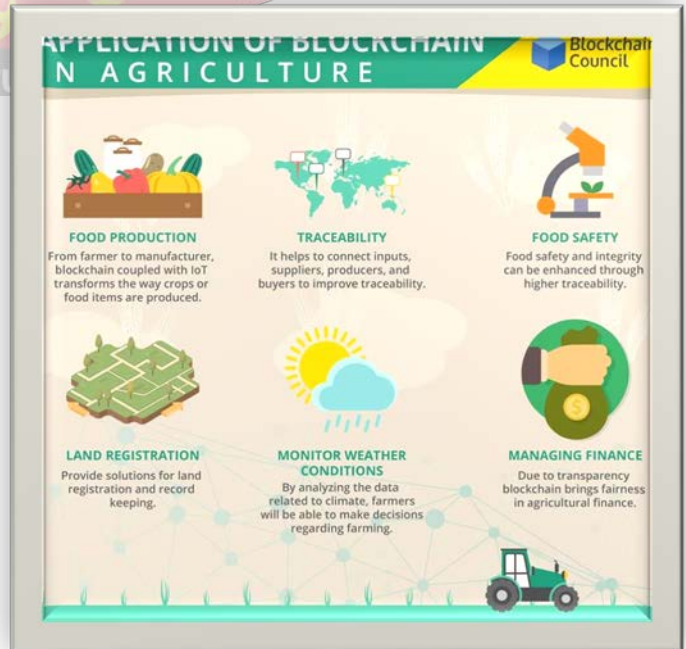 APPLICATION OF BLOCKCHAIN
N AGRICULTURE
Blockchain
Council
FOOD PRODUCTION
From farmer to manufacturer,
blockchain coupled with IoT
transforms the way crops or
food items are produced.
TRACEABILITY
It helps to connect inputs,
suppliers, producers, and
buyers to improve traceability.
FOOD SAFETY
Food safety and integrity
can be enhanced through
higher traceability.
LAND REGISTRATION
Provide solutions for land
registration and record
keeping.
MONITOR WEATHER
CONDITIONS
By analyzing the data
related to climate, farmers
will be able to make decisions
regarding farming.
MANAGING FINANCE
Due to transparency
blockchain brings fairness
in agricultural finance.
$